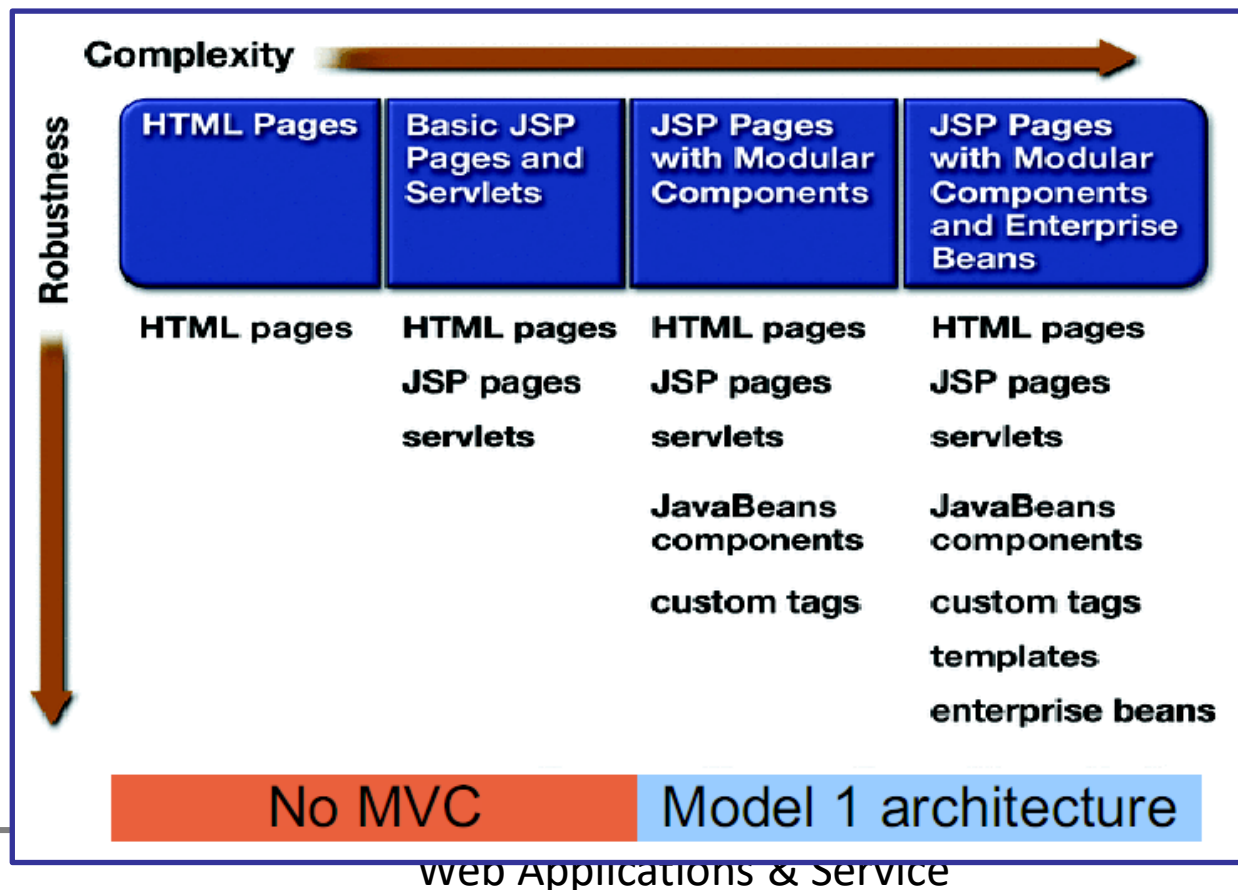 Complexity
Robustness
HTML Pages
Basic JSP
Pages and
Servlets
JSP Pages
with Modular
Components
JSP Pages
with Modular
Components
and Enterprise
Beans
HTML pages
HTML pages
JSP pages
servlets
HTML pages
JSP pages
servlets
JavaBeans
components
custom tags
HTML pages
JSP pages
servlets
JavaBeans
components
custom tags
templates
enterprise beans
No MVC
Model 1 architecture
Web Applications & Service